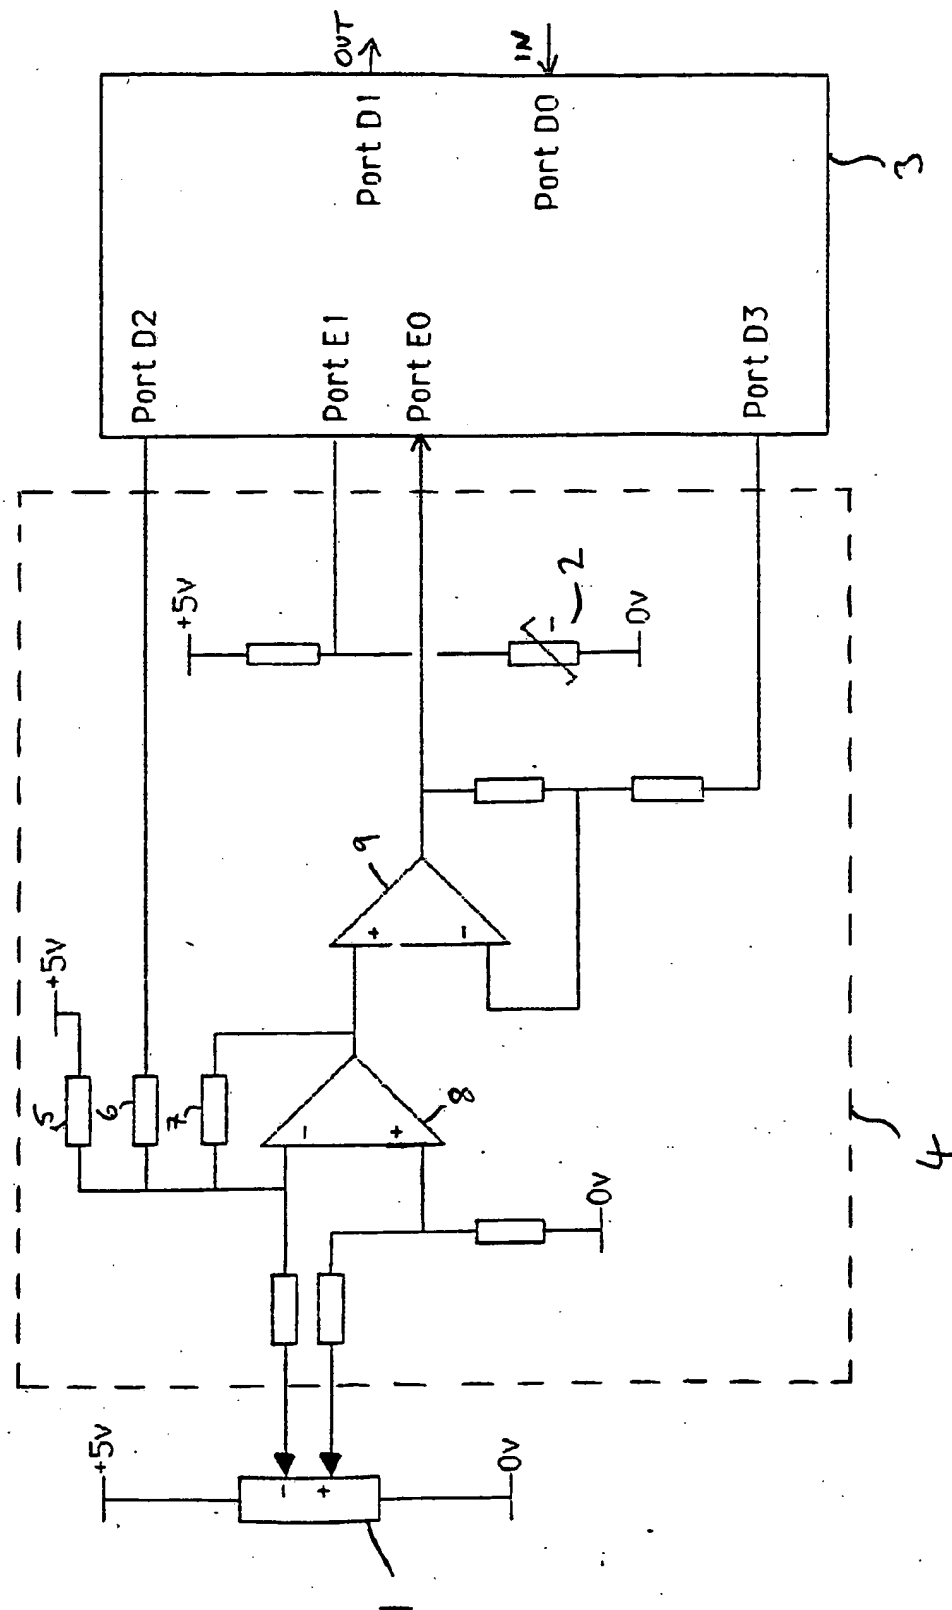 +5v
-
+
0v
1
+5v
5
6
7
-
+
8
0v
+
-
9
+5v
2
0v
4
Port D2
Port E1
Port E0
Port D3
Port D1
OUT
Port D0
IN
3